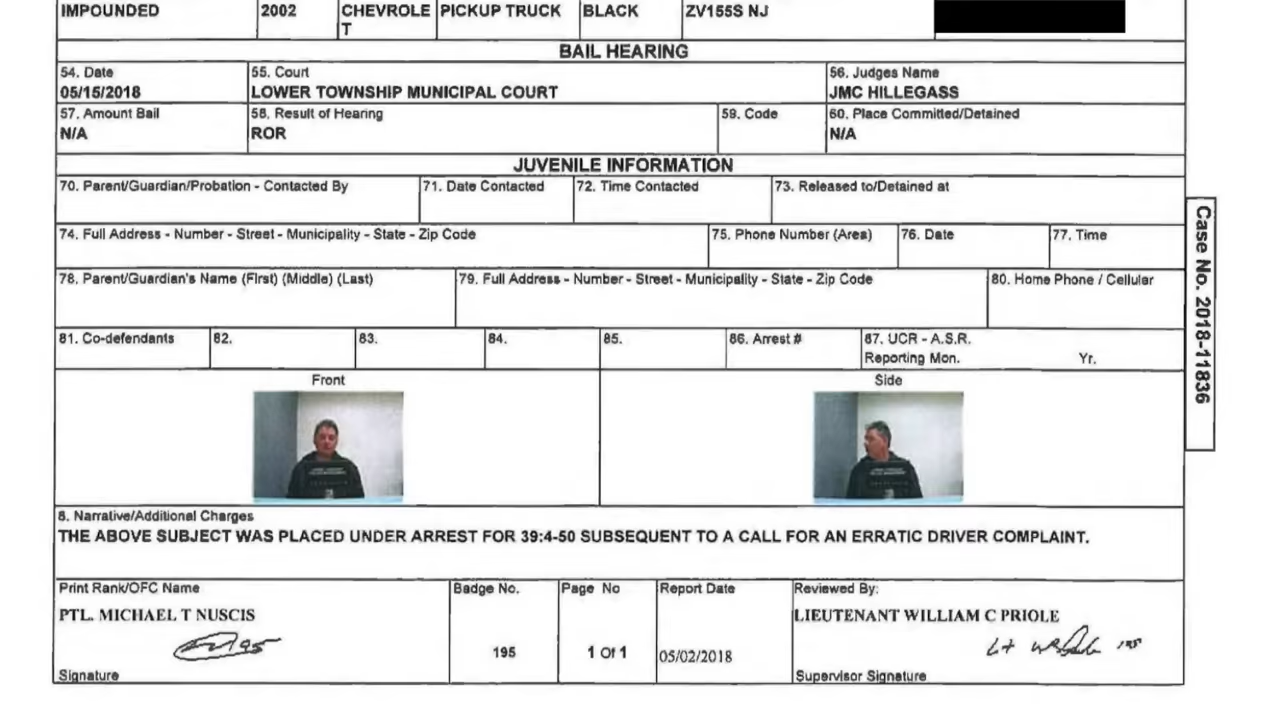 IMPOUNDED 2002 CHEVROLE PICKUP TRUCK BLACK ZV155S NJ
T
BAIL HEARING
54. Date 55. Court 56. Judges Name
05/15/2018 LOWER TOWNSHIP MUNICIPAL COURT JMC HILLEGASS
57. Amount Bail 58. Result of Hearing 59. Code 60. Place Committed/Detained
N/A ROR N/A
JUVENILE INFORMATION
70. Parent/Guardian/Probation - Contacted By 71. Date Contacted 72. Time Contacted 73. Released to/Detained at
74. Full Address - Number - Street - Municipality - State - Zip Code 75. Phone Number (Area) 76. Date 77. Time
78. Parent/Guardian's Name (First) (Middle) (Last) 79. Full Address - Number - Street - Municipality - State - Zip Code 80. Home Phone / Cellular
81. Co-defendants 82. 83. 84. 85. 86. Arrest # 87. UCR - A.S.R.
Reporting Mon. Yr.
Case No. 2018-11836
Front Side
8. Narrative/Additional Charges
THE ABOVE SUBJECT WAS PLACED UNDER ARREST FOR 39:4-50 SUBSEQUENT TO A CALL FOR AN ERRATIC DRIVER COMPLAINT.
Print Rank/OFC Name Badge No. Page No Report Date Reviewed By:
PTL. MICHAEL T NUSCIS LIEUTENANT WILLIAM C PRIOLE
195 1 Of 1 05/02/2018
Signature Supervisor Signature